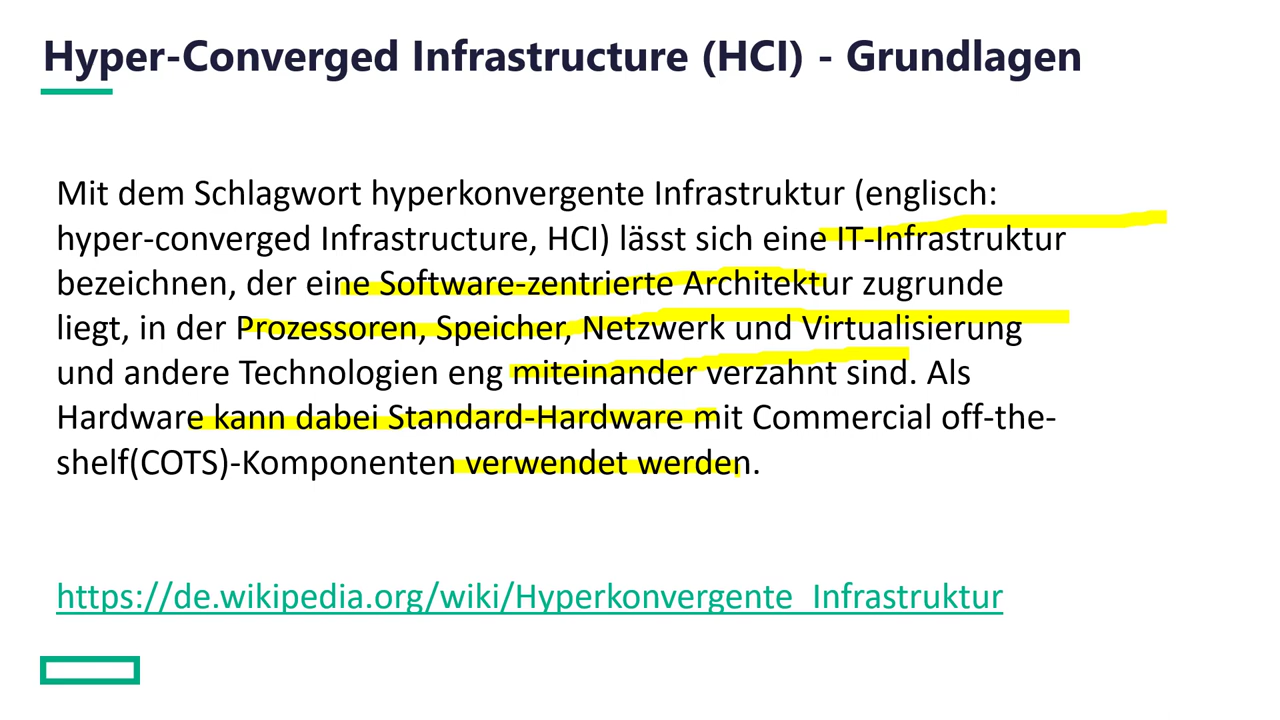 Hyper-Converged Infrastructure (HCI) - Grundlagen
Mit dem Schlagwort hyperkonvergente Infrastruktur (englisch:
hyper-converged Infrastructure, HCI) lässt sich eine IT-Infrastruktur
bezeichnen, der eine Software-zentrierte Architektur zugrunde
liegt, in der Prozessoren, Speicher, Netzwerk und Virtualisierung
und andere Technologien eng miteinander verzahnt sind. Als
Hardware kann dabei Standard-Hardware mit Commercial off-the-
shelf(COTS)-Komponenten verwendet werden.
https://de.wikipedia.org/wiki/Hyperkonvergente_Infrastruktur